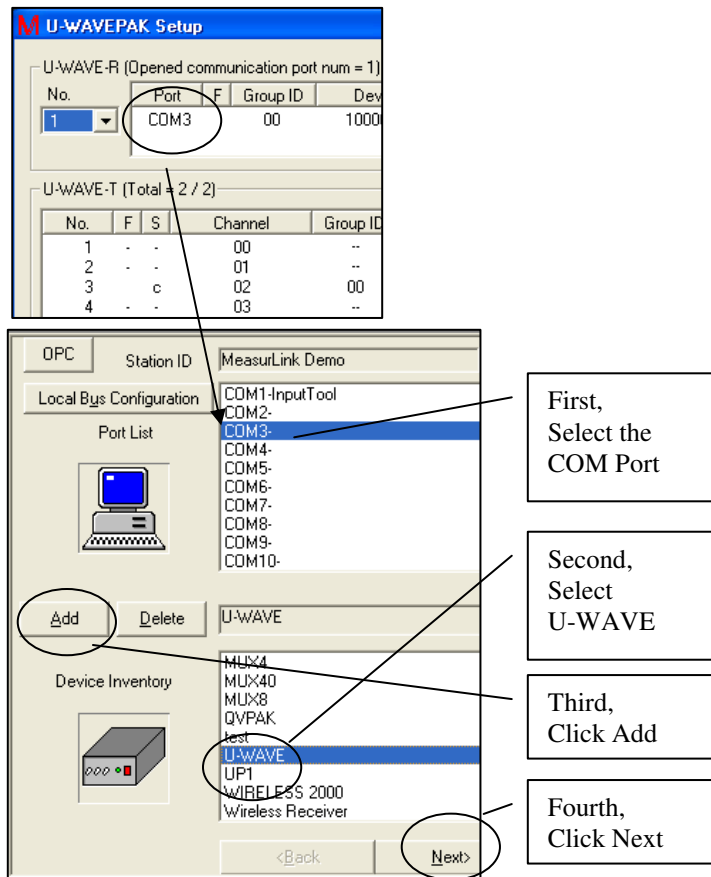 M U-WAVEPAK Setup
U-WAVE-R (Opened communication port num = 1)
No. Port F Group ID Dev
1 COM3 00 1000
U-WAVE-T (Total = 2 / 2)
No. F S Channel Group ID
1 - - 00 --
2 - - 01 --
3 c 02 00
4 - - 03 --
OPC Station ID MeasurLink Demo
Local Bus Configuration
Port List
COM1-InputTool
COM2-
COM3-
COM4-
COM5-
COM6-
COM7-
COM8-
COM9-
COM10-
First,
Select the
COM Port
Add Delete U-WAVE
Second,
Select
U-WAVE
Device Inventory
MUX4
MUX40
MUX8
QVPAK
test
U-WAVE
UP1
WIRELESS 2000
Wireless Receiver
Third,
Click Add
<Back Next>
Fourth,
Click Next